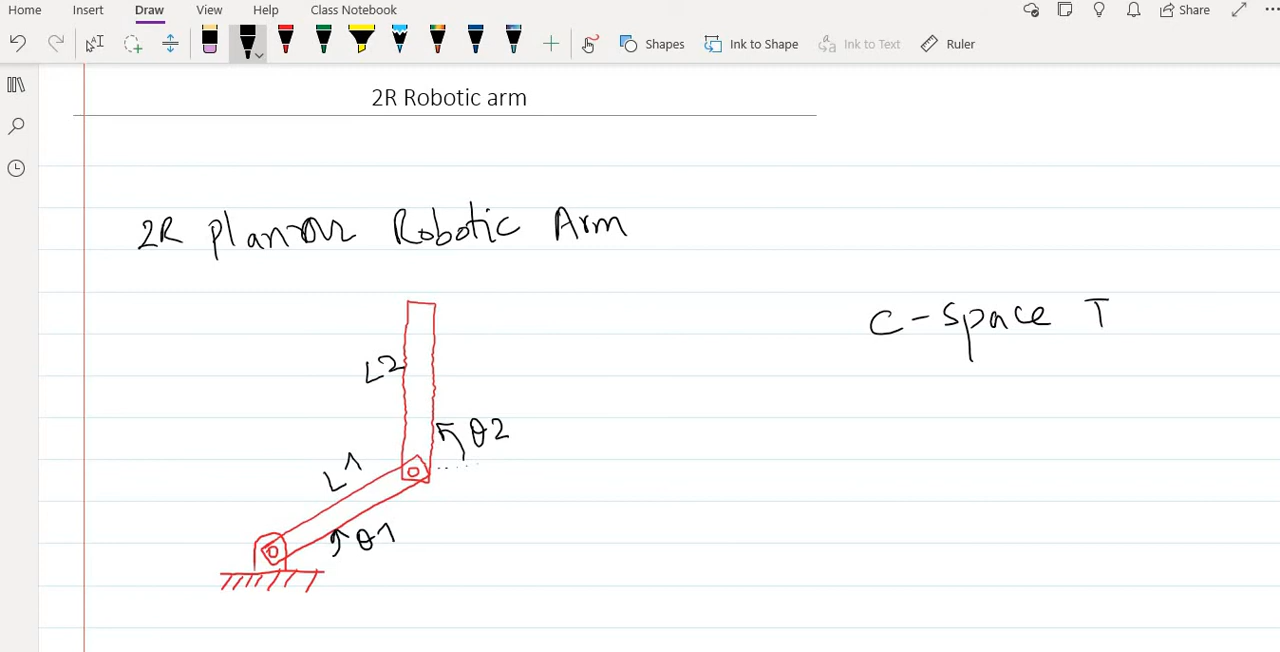 Home Insert Draw View Help Class Notebook Share
Shapes Ink to Shape Ink to Text Ruler
2R Robotic arm
2R planar Robotic Arm
C-space T
L2
θ2
L1
θ1